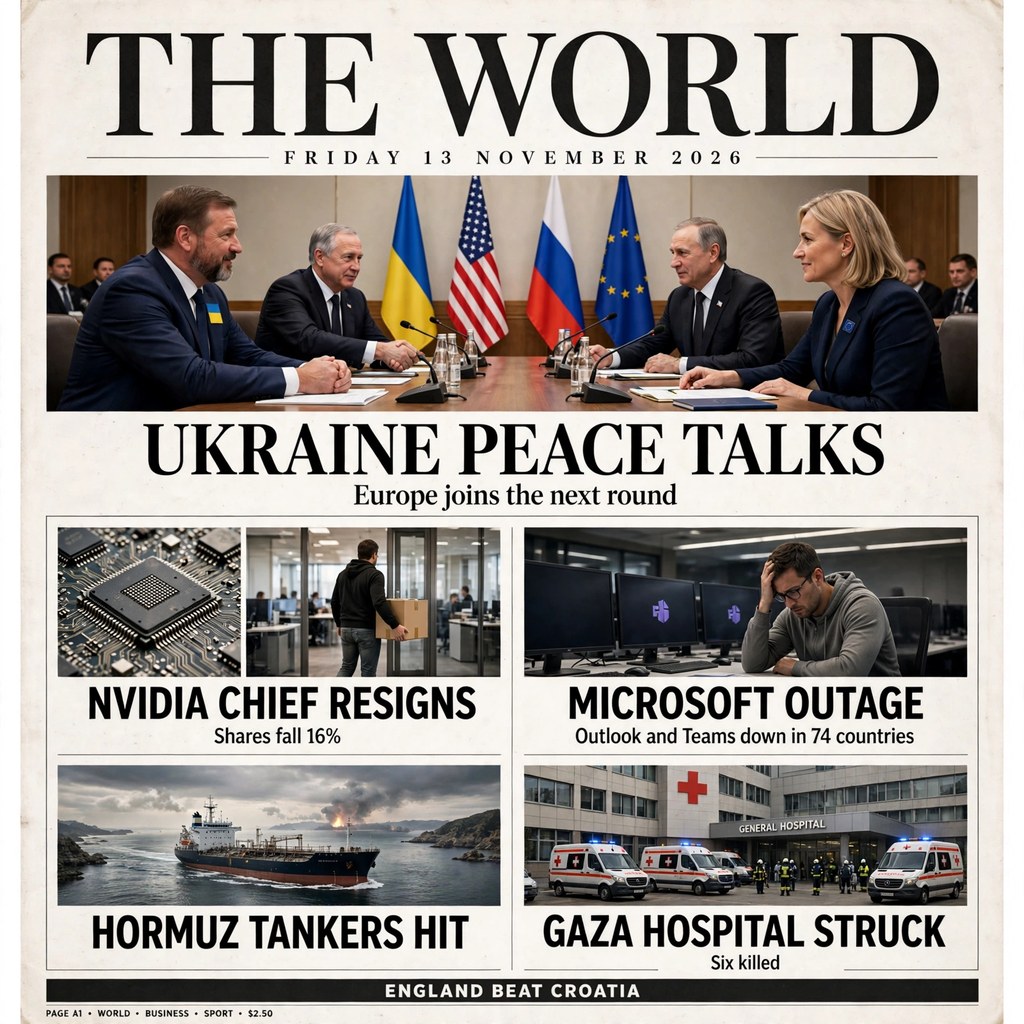 THE WORLD
FRIDAY 13 NOVEMBER 2026
UKRAINE PEACE TALKS
Europe joins the next round
NVIDIA CHIEF RESIGNS
Shares fall 16%
MICROSOFT OUTAGE
Outlook and Teams down in 74 countries
HORMUZ TANKERS HIT
GENERAL HOSPITAL
GAZA HOSPITAL STRUCK
Six killed
ENGLAND BEAT CROATIA
PAGE A1 • WORLD • BUSINESS • SPORT • $2.50